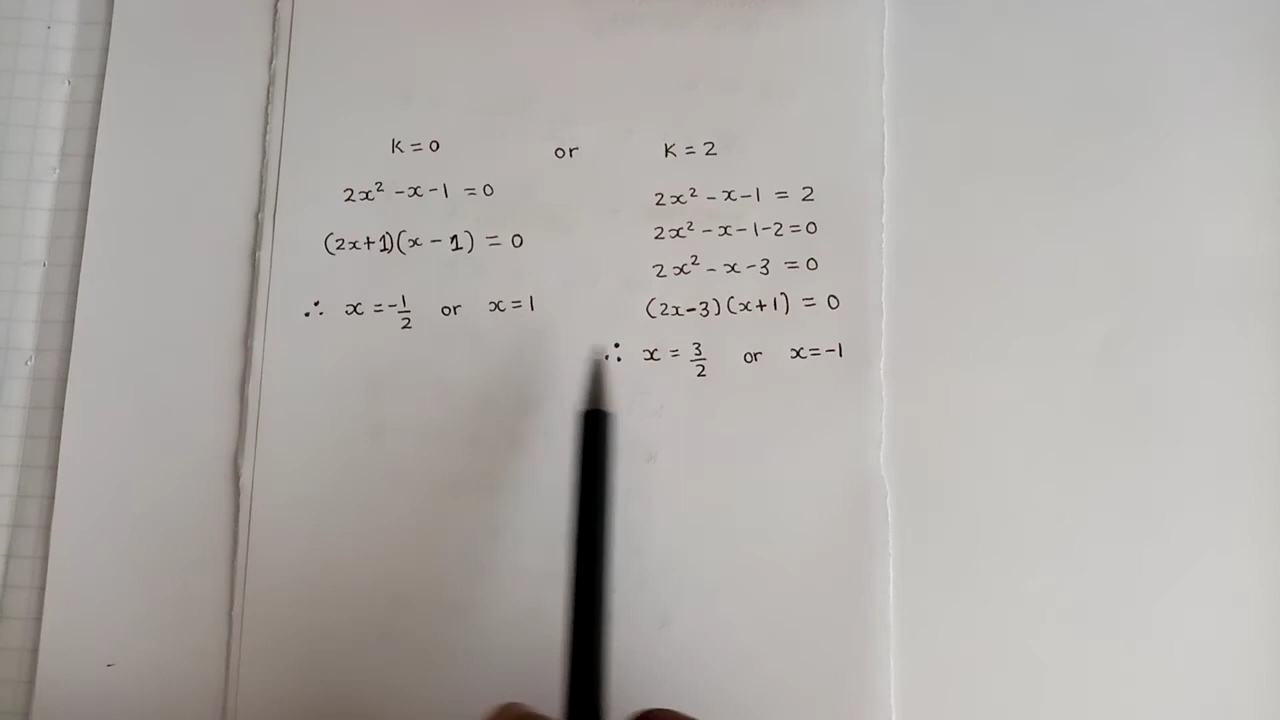 K = 0 or K = 2
2x² - x - 1 = 0
(2x+1)(x - 1) = 0
∴ x = -1/2 or x = 1
2x² - x - 1 = 2
2x² - x - 1 - 2 = 0
2x² - x - 3 = 0
(2x-3)(x+1) = 0
∴ x = 3/2 or x = -1